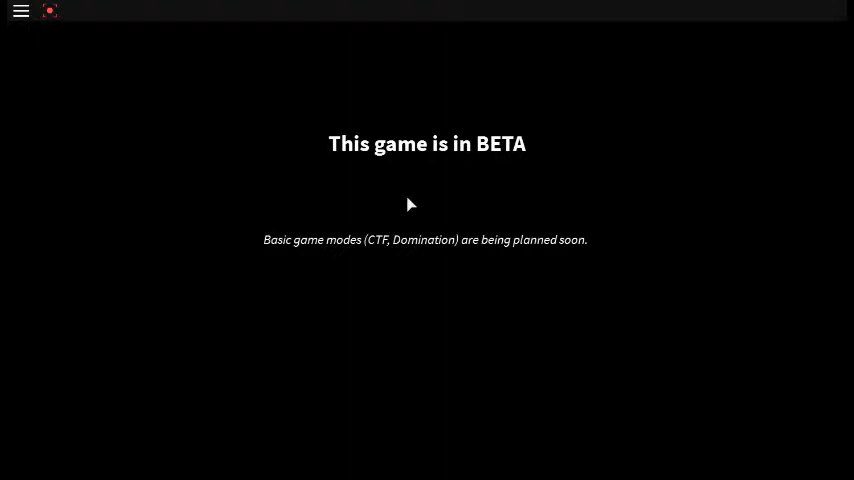 This game is in BETA
Basic game modes (CTF, Domination) are being planned soon.